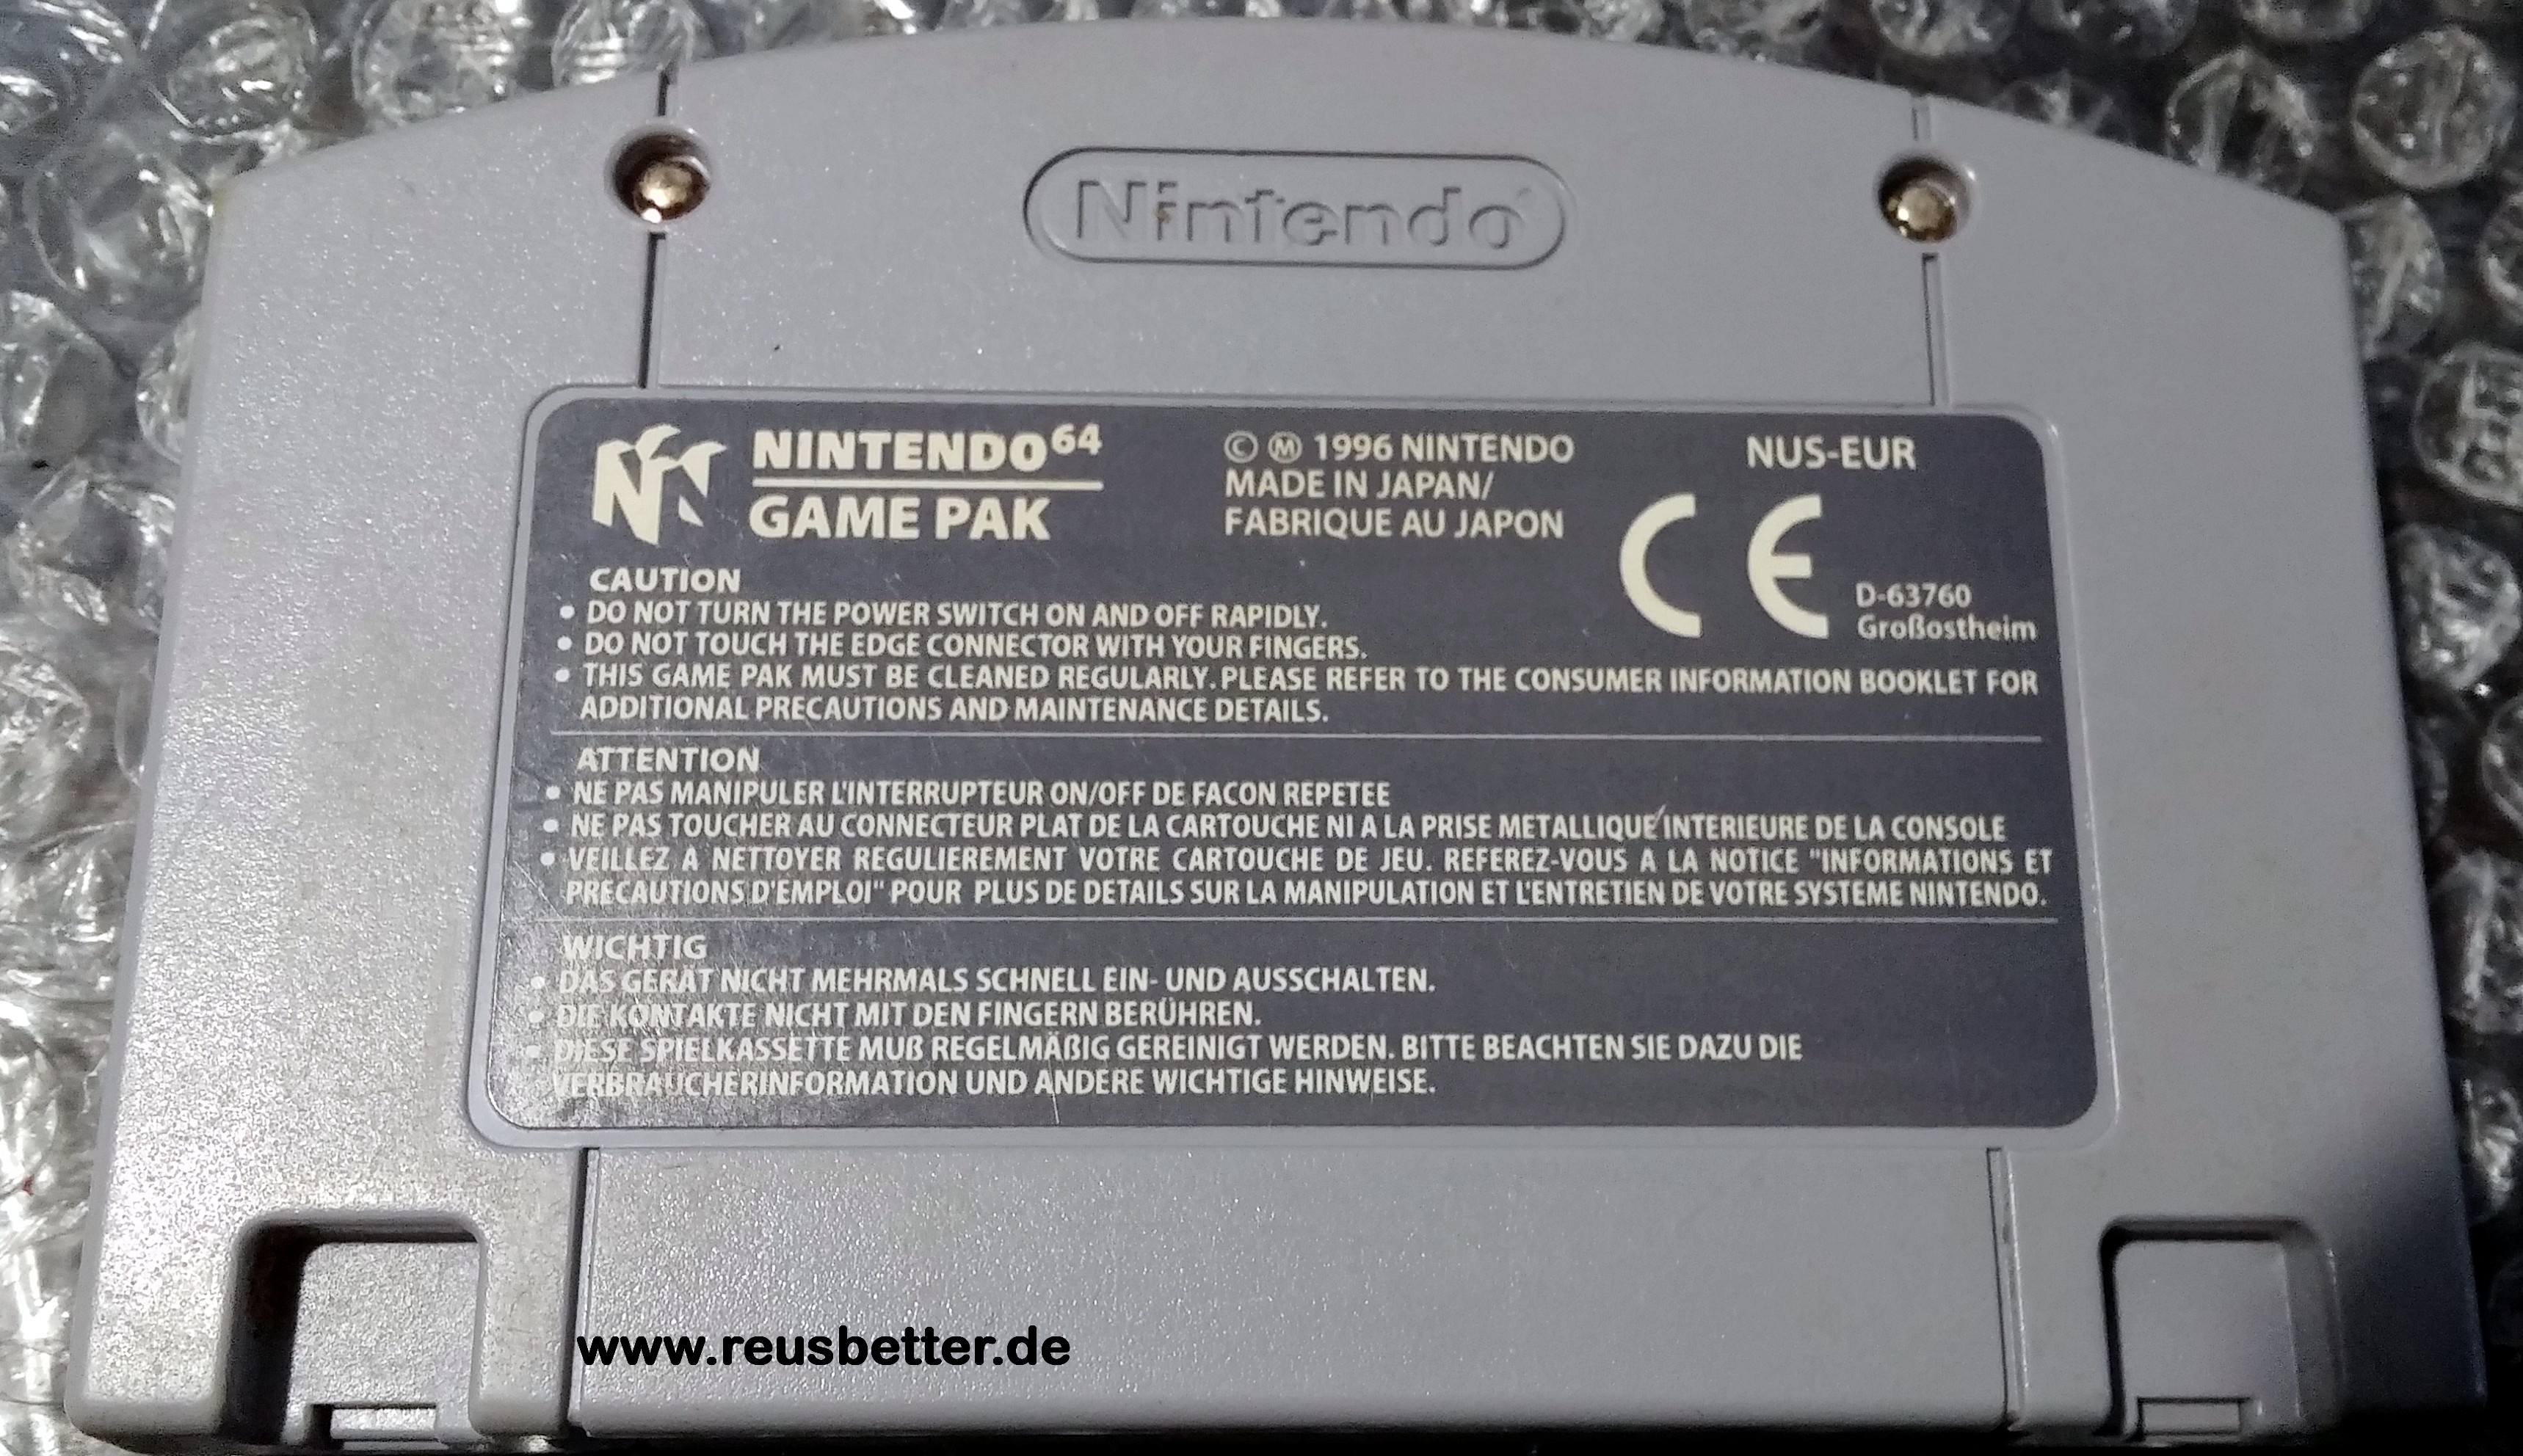 Nintendo
NINTENDO64
GAME PAK
© Ⓜ 1996 NINTENDO
MADE IN JAPAN/
FABRIQUE AU JAPON
NUS-EUR
CE
D-63760
Großostheim
CAUTION
• DO NOT TURN THE POWER SWITCH ON AND OFF RAPIDLY.
• DO NOT TOUCH THE EDGE CONNECTOR WITH YOUR FINGERS.
• THIS GAME PAK MUST BE CLEANED REGULARLY. PLEASE REFER TO THE CONSUMER INFORMATION BOOKLET FOR
ADDITIONAL PRECAUTIONS AND MAINTENANCE DETAILS.
ATTENTION
• NE PAS MANIPULER L'INTERRUPTEUR ON/OFF DE FACON REPETEE
• NE PAS TOUCHER AU CONNECTEUR PLAT DE LA CARTOUCHE NI A LA PRISE METALLIQUE INTERIEURE DE LA CONSOLE
• VEILLEZ A NETTOYER REGULIEREMENT VOTRE CARTOUCHE DE JEU. REFEREZ-VOUS A LA NOTICE "INFORMATIONS ET
PRECAUTIONS D'EMPLOI" POUR PLUS DE DETAILS SUR LA MANIPULATION ET L'ENTRETIEN DE VOTRE SYSTEME NINTENDO.
WICHTIG
• DAS GERÄT NICHT MEHRMALS SCHNELL EIN- UND AUSSCHALTEN.
• DIE KONTAKTE NICHT MIT DEN FINGERN BERÜHREN.
• DIESE SPIELKASSETTE MUß REGELMÄßIG GEREINIGT WERDEN. BITTE BEACHTEN SIE DAZU DIE
VERBRAUCHERINFORMATION UND ANDERE WICHTIGE HINWEISE.
www.reusbetter.de